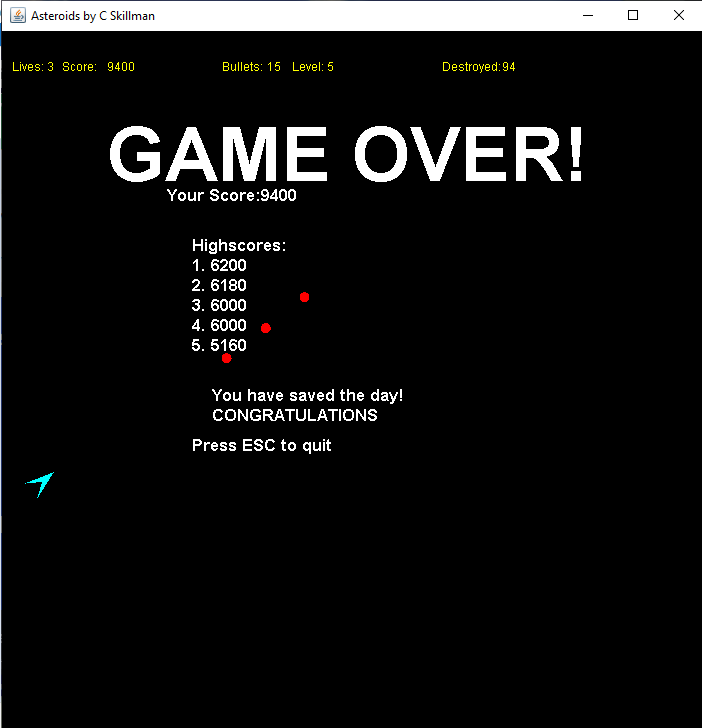 Asteroids by C Skillman
Lives: 3 Score: 9400 Bullets: 15 Level: 5 Destroyed:94
GAME OVER!
Your Score:9400
Highscores:
1. 6200
2. 6180
3. 6000
4. 6000
5. 5160
You have saved the day!
CONGRATULATIONS
Press ESC to quit